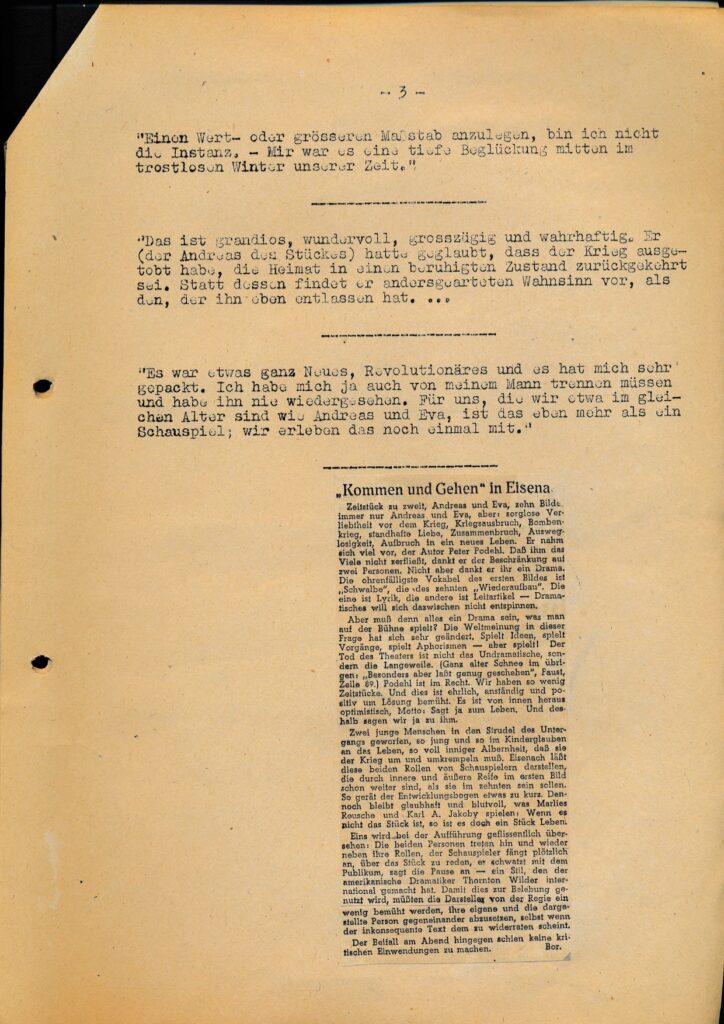 - 3 -
"Einen Wert- oder grösseren Maßstab anzulegen, bin ich nicht
die Instanz. - Mir war es eine tiefe Beglückung mitten im
trostlosen Winter unserer Zeit."
"Das ist grandios, wundervoll, grosszügig und wahrhaftig. Er
(der Andreas des Stückes) hatte geglaubt, dass der Krieg ausge-
tobt habe, die Heimat in einen beruhigten Zustand zurückgekehrt
sei. Statt dessen findet er andersgearteten Wahnsinn vor, als
den, der ihn eben entlassen hat. ...
"Es war etwas ganz Neues, Revolutionäres und es hat mich sehr
gepackt. Ich habe mich ja auch von meinem Mann trennen müssen
und habe ihn nie wiedergesehen. Für uns, die wir etwa im glei-
chen Alter sind wie Andreas und Eva, ist das eben mehr als ein
Schauspiel; wir erleben das noch einmal mit."
„Kommen und Gehen" in Eisena
Zeitstück zu zweit, Andreas und Eva, zehn Bilde
immer nur Andreas und Eva, aber: sorglose Ver-
liebtheit vor dem Krieg, Kriegsausbruch, Bomben-
krieg, standhafte Liebe, Zusammenbruch, Ausweg-
losigkeit, Aufbruch in ein neues Leben. Er nahm
sich viel vor, der Autor Peter Podehl. Daß ihm das
Viele nicht zerfließt, dankt er der Beschränkung auf
zwei Personen. Nicht aber dankt er ihr ein Drama.
Die ohrenfälligste Vokabel des ersten Bildes ist
„Schwalbe", die des zehnten „Wiederaufbau". Die
eine ist Lyrik, die andere ist Leitartikel — Drama-
tisches will sich dazwischen nicht entspinnen.
Aber muß denn alles ein Drama sein, was man
auf der Bühne spielt? Die Weltmeinung in dieser
Frage hat sich sehr geändert. Spielt Ideen, spielt
Vorgänge, spielt Aphorismen — aber spielt! Der
Tod des Theaters ist nicht das Undramatische, son-
dern die Langeweile. (Ganz alter Schnee im übri-
gen: „Besonders aber laßt genug geschehen", Faust,
Zeile 89.) Podehl ist im Recht. Wir haben so wenig
Zeitstücke. Und dies ist ehrlich, anständig und po-
sitiv um Lösung bemüht. Es ist von innen heraus
optimistisch, Motto: Sagt ja zum Leben. Und des-
halb sagen wir ja zu ihm.
Zwei junge Menschen in den Strudel des Unter-
gangs geworfen, so jung und so im Kinderglauben
an das Leben, so voll inniger Albernheit, daß sie
der Krieg um und umkrempeln muß. Eisenach läßt
diese beiden Rollen von Schauspielern darstellen,
die durch innere und äußere Reife im ersten Bild
schon weiter sind, als sie im zehnten sein sollen.
So gerät der Entwicklungsbogen etwas zu kurz. Den-
noch bleibt glaubhaft und blutvoll, was Marlies
Reusche und Karl A. Jakoby spielen: Wenn es
nicht das Stück ist, so ist es doch ein Stück Leben.
Eins wird bei der Aufführung geflissentlich über-
sehen: Die beiden Personen treten hin und wieder
neben ihre Rollen, der Schauspieler fängt plötzlich
an, über das Stück zu reden, er schwatzt mit dem
Publikum, sagt die Pause an — ein Stil, den der
amerikanische Dramatiker Thornton Wilder inter-
national gemacht hat. Damit dies zur Belebung ge-
nutzt wird, müßten die Darsteller von der Regie ein
wenig bemüht werden, ihre eigene und die darge-
stellte Person gegeneinander abzusetzen, selbst wenn
der inkonsequente Text dem zu widerraten scheint.
Der Beifall am Abend hingegen schien keine kri-
tischen Einwendungen zu machen. Bor.